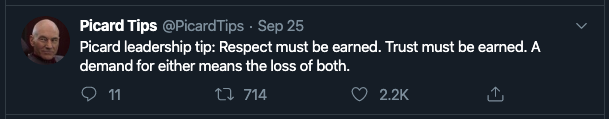 Picard Tips @PicardTips · Sep 25
Picard leadership tip: Respect must be earned. Trust must be earned. A
demand for either means the loss of both.
11 714 2.2K